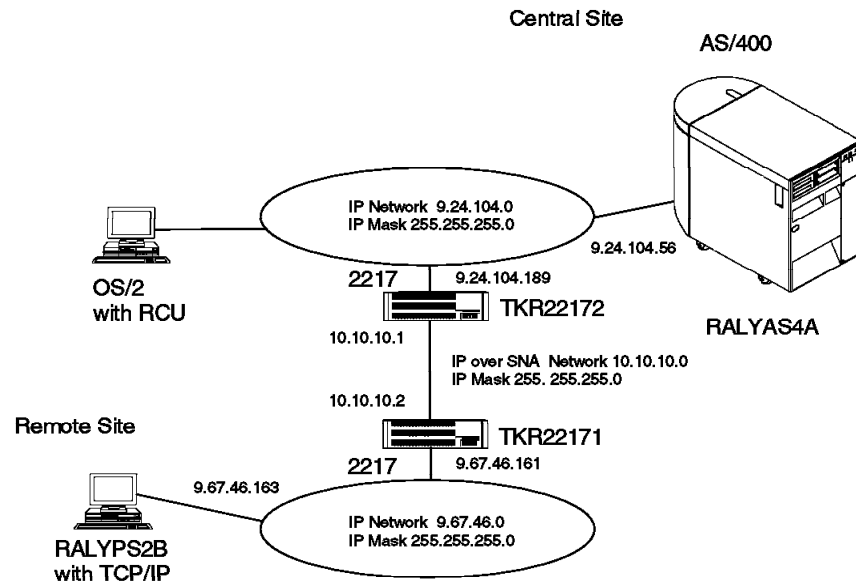 Central Site
AS/400
IP Network 9.24.104.0
IP Mask 255.255.255.0
9.24.104.56
OS/2
with RCU
2217
9.24.104.189
TKR22172
RALYAS4A
10.10.10.1
IP over SNA Network 10.10.10.0
IP Mask 255. 255.255.0
10.10.10.2
Remote Site
TKR22171
2217
9.67.46.161
9.67.46.163
IP Network 9.67.46.0
IP Mask 255.255.255.0
RALYPS2B
with TCP/IP